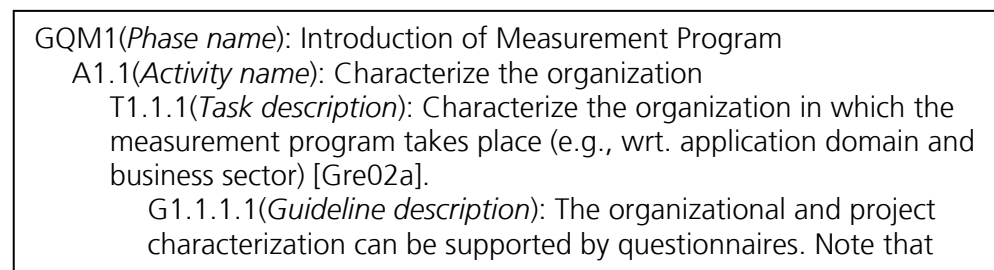 GQM1(Phase name): Introduction of Measurement Program
A1.1(Activity name): Characterize the organization
T1.1.1(Task description): Characterize the organization in which the
measurement program takes place (e.g., wrt. application domain and
business sector) [Gre02a].
G1.1.1.1(Guideline description): The organizational and project
characterization can be supported by questionnaires. Note that